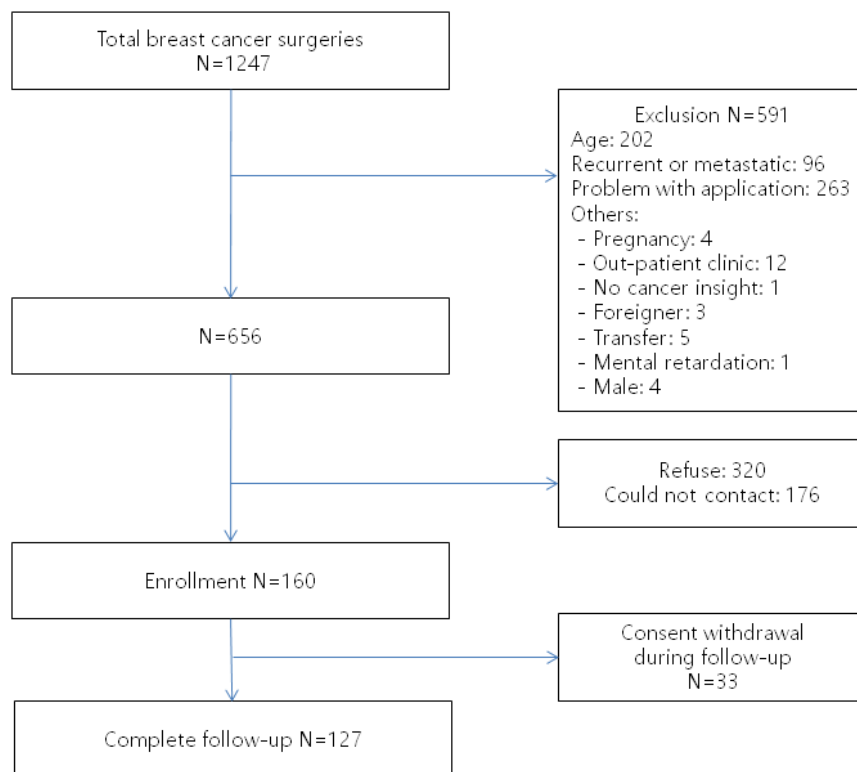 Total breast cancer surgeries
N=1247
Exclusion N=591
Age: 202
Recurrent or metastatic: 96
Problem with application: 263
Others:
- Pregnancy: 4
- Out-patient clinic: 12
- No cancer insight: 1
- Foreigner: 3
- Transfer: 5
- Mental retardation: 1
- Male: 4
N=656
Refuse: 320
Could not contact: 176
Enrollment N=160
Consent withdrawal
during follow-up
N=33
Complete follow-up N=127